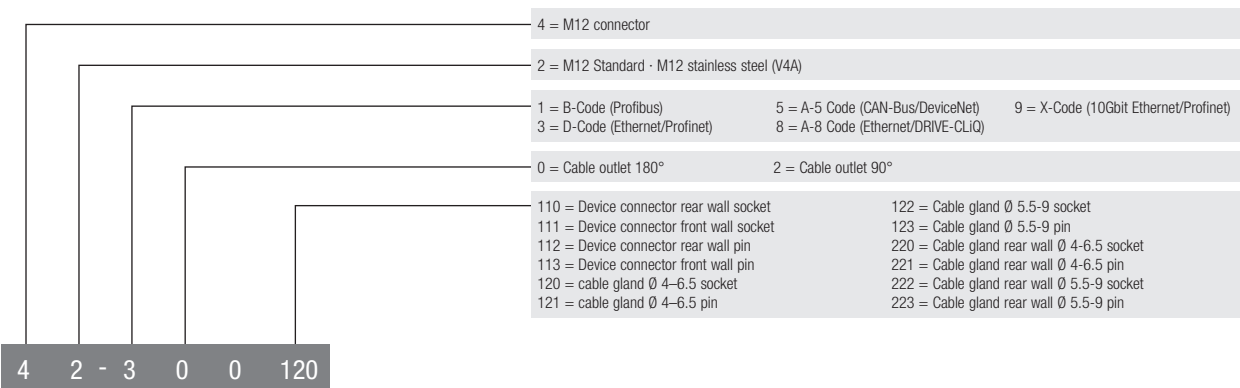 4 = M12 connector
2 = M12 Standard · M12 stainless steel (V4A)
1 = B-Code (Profibus) 5 = A-5 Code (CAN-Bus/DeviceNet) 9 = X-Code (10Gbit Ethernet/Profinet)
3 = D-Code (Ethernet/Profinet) 8 = A-8 Code (Ethernet/DRIVE-CLiQ)
0 = Cable outlet 180° 2 = Cable outlet 90°
110 = Device connector rear wall socket 122 = Cable gland Ø 5.5-9 socket
111 = Device connector front wall socket 123 = Cable gland Ø 5.5-9 pin
112 = Device connector rear wall pin 220 = Cable gland rear wall Ø 4-6.5 socket
113 = Device connector front wall pin 221 = Cable gland rear wall Ø 4-6.5 pin
120 = cable gland Ø 4–6.5 socket 222 = Cable gland rear wall Ø 5.5-9 socket
121 = cable gland Ø 4–6.5 pin 223 = Cable gland rear wall Ø 5.5-9 pin
4 2 - 3 0 0 120